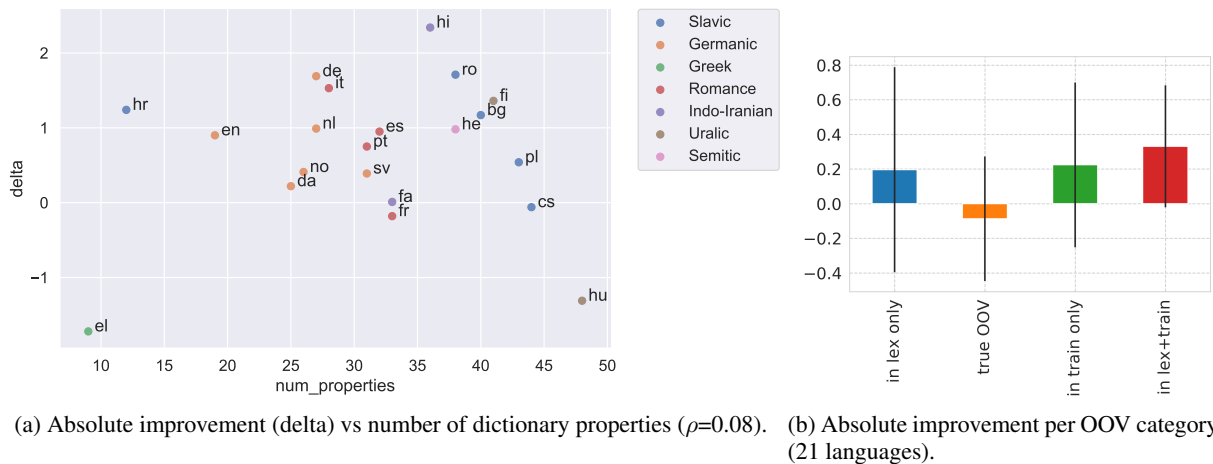 hi
ro
de
it
fi
hr
bg
en
nl
es
he
pt
pl
no
sv
da
fa
cs
fr
hu
el
2
1
0
−1
delta
10 15 20 25 30 35 40 45 50
num_properties
Slavic
Germanic
Greek
Romance
Indo-Iranian
Uralic
Semitic
(a) Absolute improvement (delta) vs number of dictionary properties (ρ=0.08).
0.8
0.6
0.4
0.2
0.0
−0.2
−0.4
in lex only
true OOV
in train only
in lex+train
(b) Absolute improvement per OOV category
(21 languages).